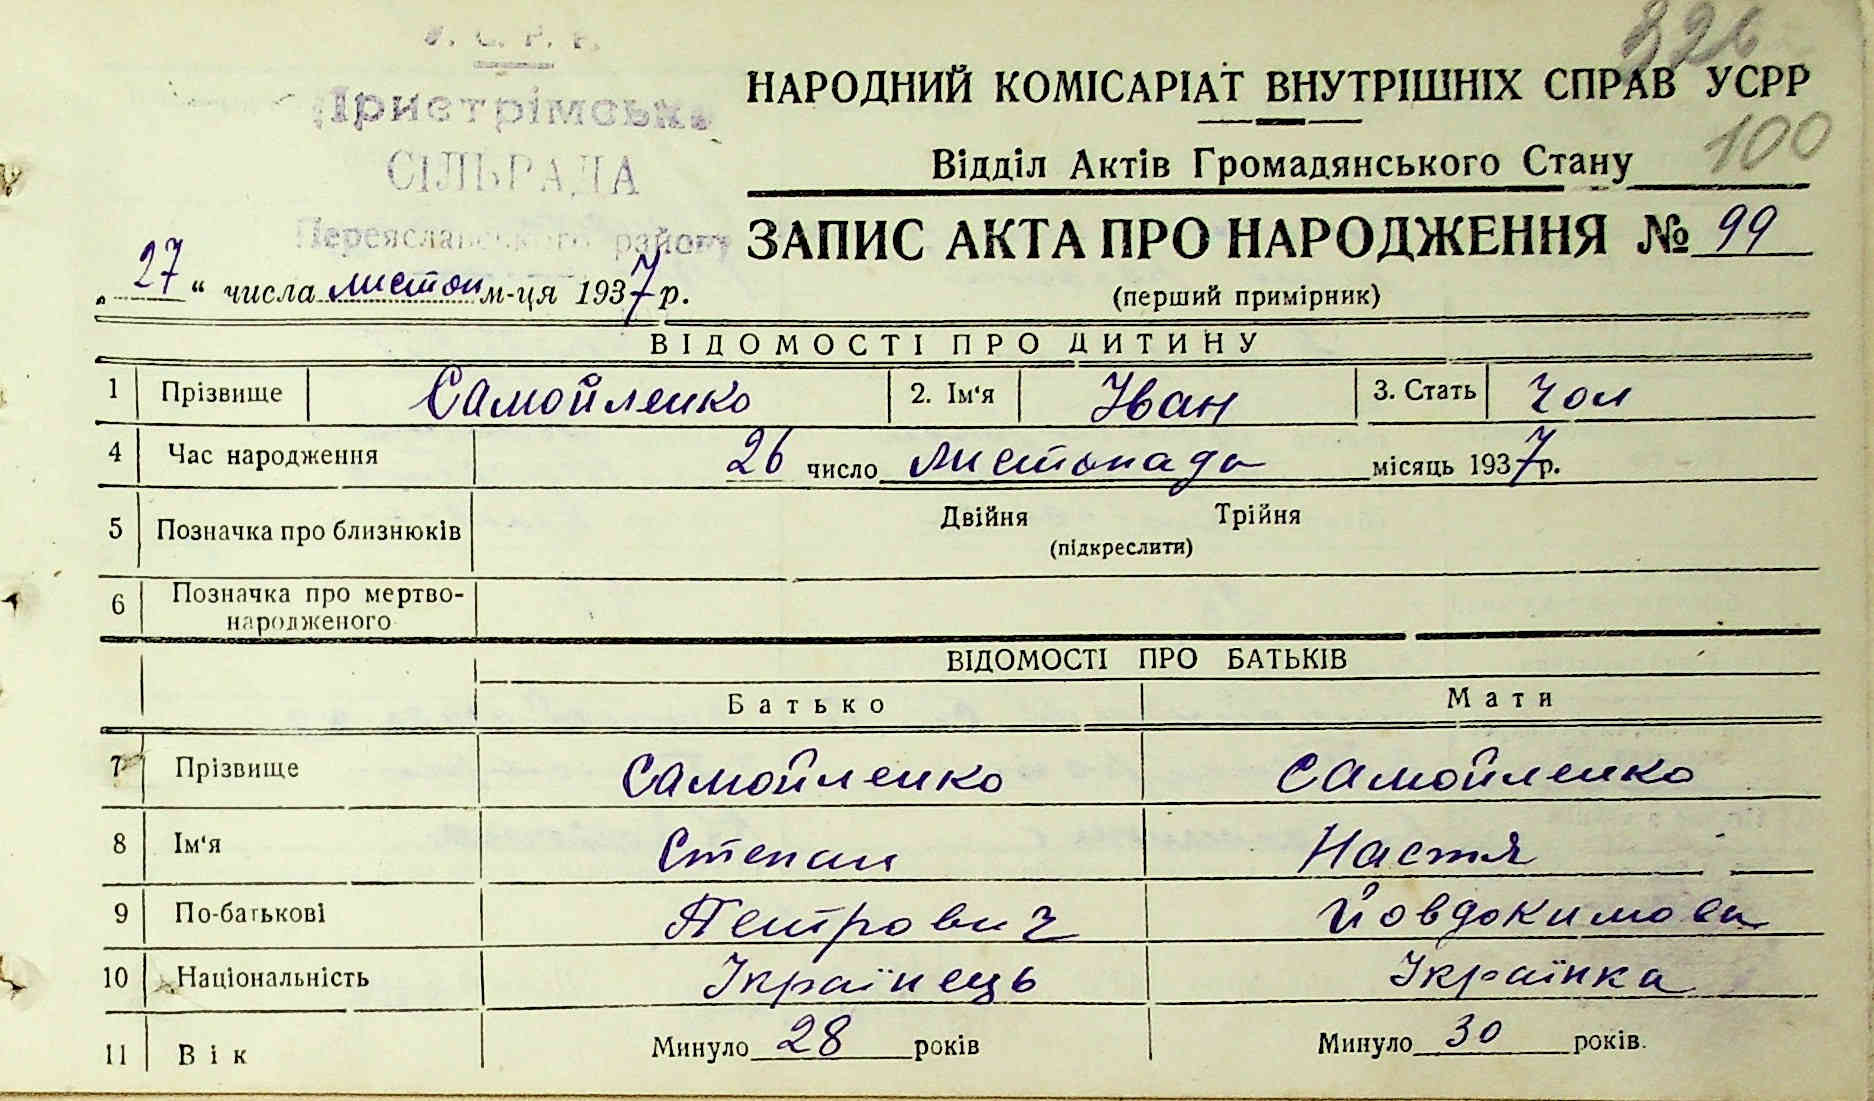 У. С. Р. Р.
Пристрімська
СІЛЬРАДА
Переяславського району
326
НАРОДНИЙ КОМІСАРІАТ ВНУТРІШНІХ СПРАВ УСРР
100
Відділ Актів Громадянського Стану
ЗАПИС АКТА ПРО НАРОДЖЕННЯ № 99
„27“ числа листоп м-ця 1937 р.
(перший примірник)
ВІДОМОСТІ ПРО ДИТИНУ
1 Прізвище Самойленко 2. Ім'я Іван 3. Стать Чол
4 Час народження 26 число листопада місяць 1937 р.
5 Позначка про близнюків Двійня Трійня
(підкреслити)
6 Позначка про мертво-
народженого
ВІДОМОСТІ ПРО БАТЬКІВ
Батько Мати
7 Прізвище Самойленко Самойленко
8 Ім'я Степан Настя
9 По-батькові Петрович Йовдокимова
10 Національність Українець Українка
11 Вік Минуло 28 років Минуло 30 років.